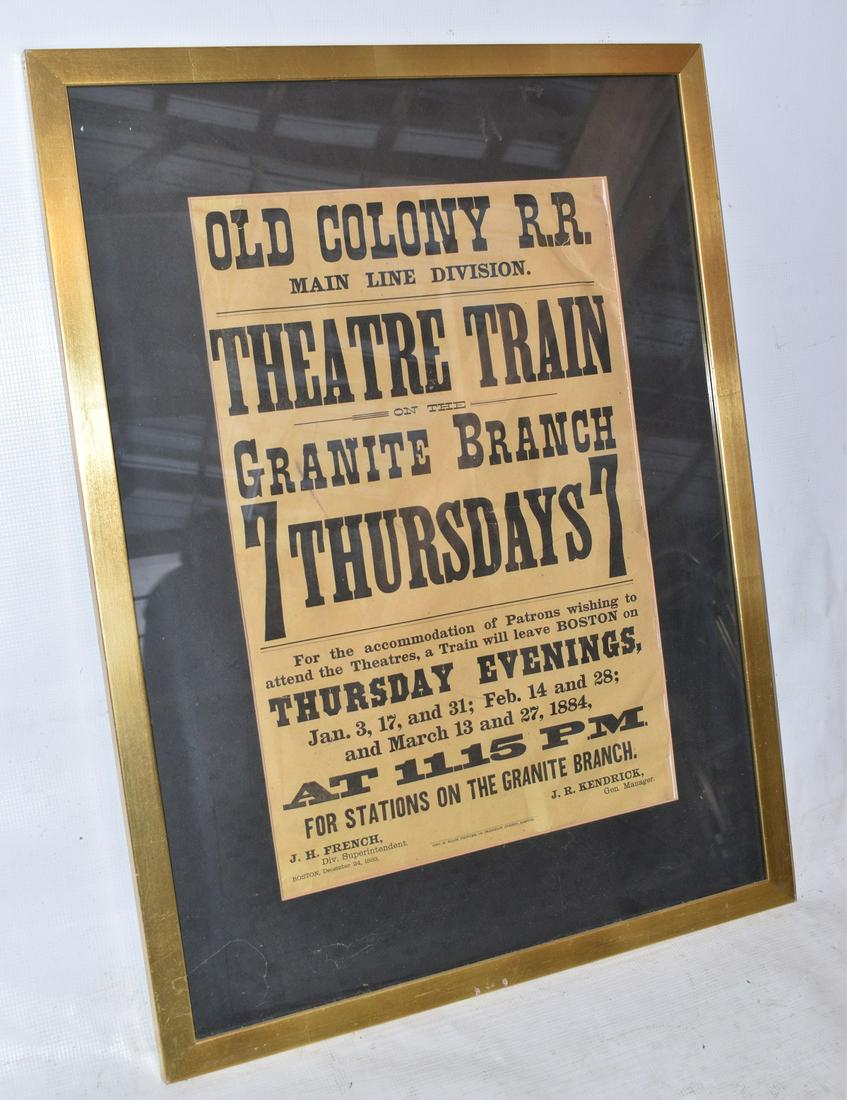 OLD COLONY R.R.
MAIN LINE DIVISION.
THEATRE TRAIN
ON THE
GRANITE BRANCH
7 THURSDAYS 7
For the accommodation of Patrons wishing to
attend the Theatres, a Train will leave BOSTON on
THURSDAY EVENINGS,
Jan. 3, 17, and 31; Feb. 14 and 28;
and March 13 and 27, 1884,
AT 11.15 P.M.
FOR STATIONS ON THE GRANITE BRANCH.
J. R. KENDRICK,
Gen. Manager.
J. H. FRENCH,
Div. Superintendent.
BOSTON, December 24, 1883.